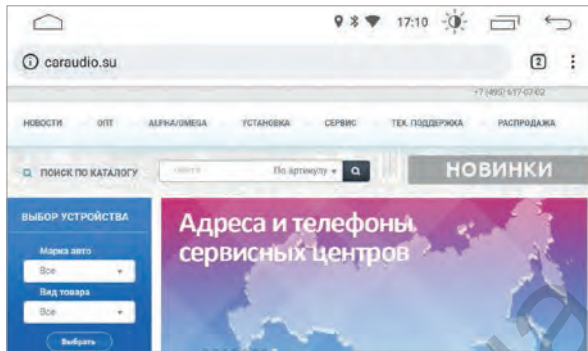 17:10
caraudio.su
2
+7 (495) 617-02-02
НОВОСТИ ОПТ ALPHA/OMEGA УСТАНОВКА СЕРВИС ТЕХ. ПОДДЕРЖКА РАСПРОДАЖА
ПОИСК ПО КАТАЛОГУ По артикулу НОВИНКИ
ВЫБОР УСТРОЙСТВА
Марка авто
Все
Вид товара
Все
Выбрать
Адреса и телефоны
сервисных центров